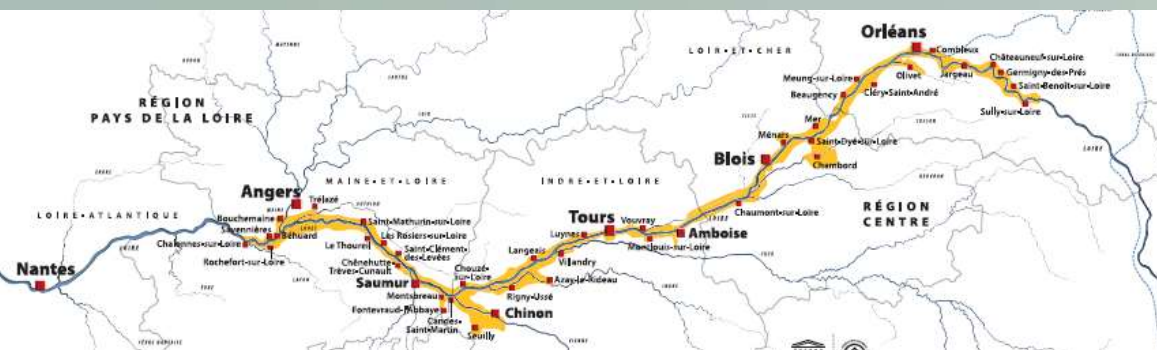 Orléans
LOIR-ET-CHER
Combleux
Châteauneuf-sur-Loire
Germigny-des-Prés
Saint-Benoît-sur-Loire
Sully-sur-Loire
Jargeau
Olivet
Meung-sur-Loire
Cléry-Saint-André
Beaugency
Mer
Ménars
Saint-Dyé-sur-Loire
Blois
Chambord
Chaumont-sur-Loire
RÉGION
CENTRE
LOIRE
RÉGION
PAYS DE LA LOIRE
Angers
MAINE-ET-LOIRE
INDRE-ET-LOIRE
LOIRE-ATLANTIQUE
Trélazé
Bouchemaine
Savennières
Béhuard
Chalonnes-sur-Loire
Rochefort-sur-Loire
Saint-Mathurin-sur-Loire
Les Rosiers-sur-Loire
Le Thoureil
Saint-Clément-
des-Levées
Chênehutte-
Trèves-Cunault
Nantes
Saumur
Chouzé-
sur-Loire
Montsoreau
Fontevraud-l'Abbaye
Candes-
Saint-Martin
Seuilly
Chinon
Rigny-Ussé
Azay-le-Rideau
Langeais
Villandry
Luynes
Tours
Vouvray
Montlouis-sur-Loire
Amboise